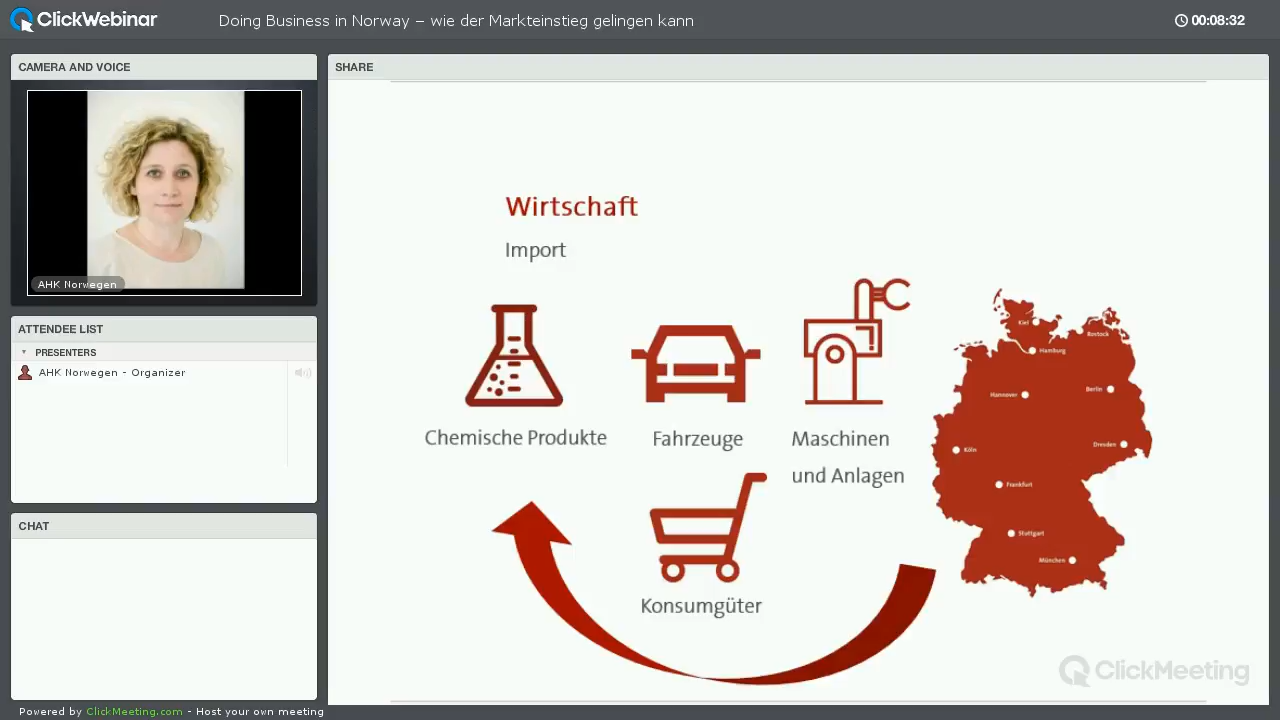 ClickWebinar
Doing Business in Norway – wie der Markteinstieg gelingen kann
00:08:32
CAMERA AND VOICE
AHK Norwegen
ATTENDEE LIST
PRESENTERS
AHK Norwegen - Organizer
CHAT
Powered by ClickMeeting.com - Host your own meeting
SHARE
Wirtschaft
Import
Chemische Produkte
Fahrzeuge
Maschinen
und Anlagen
Konsumgüter
Kiel
Rostock
Hamburg
Berlin
Hannover
Dresden
Köln
Frankfurt
Stuttgart
München
ClickMeeting